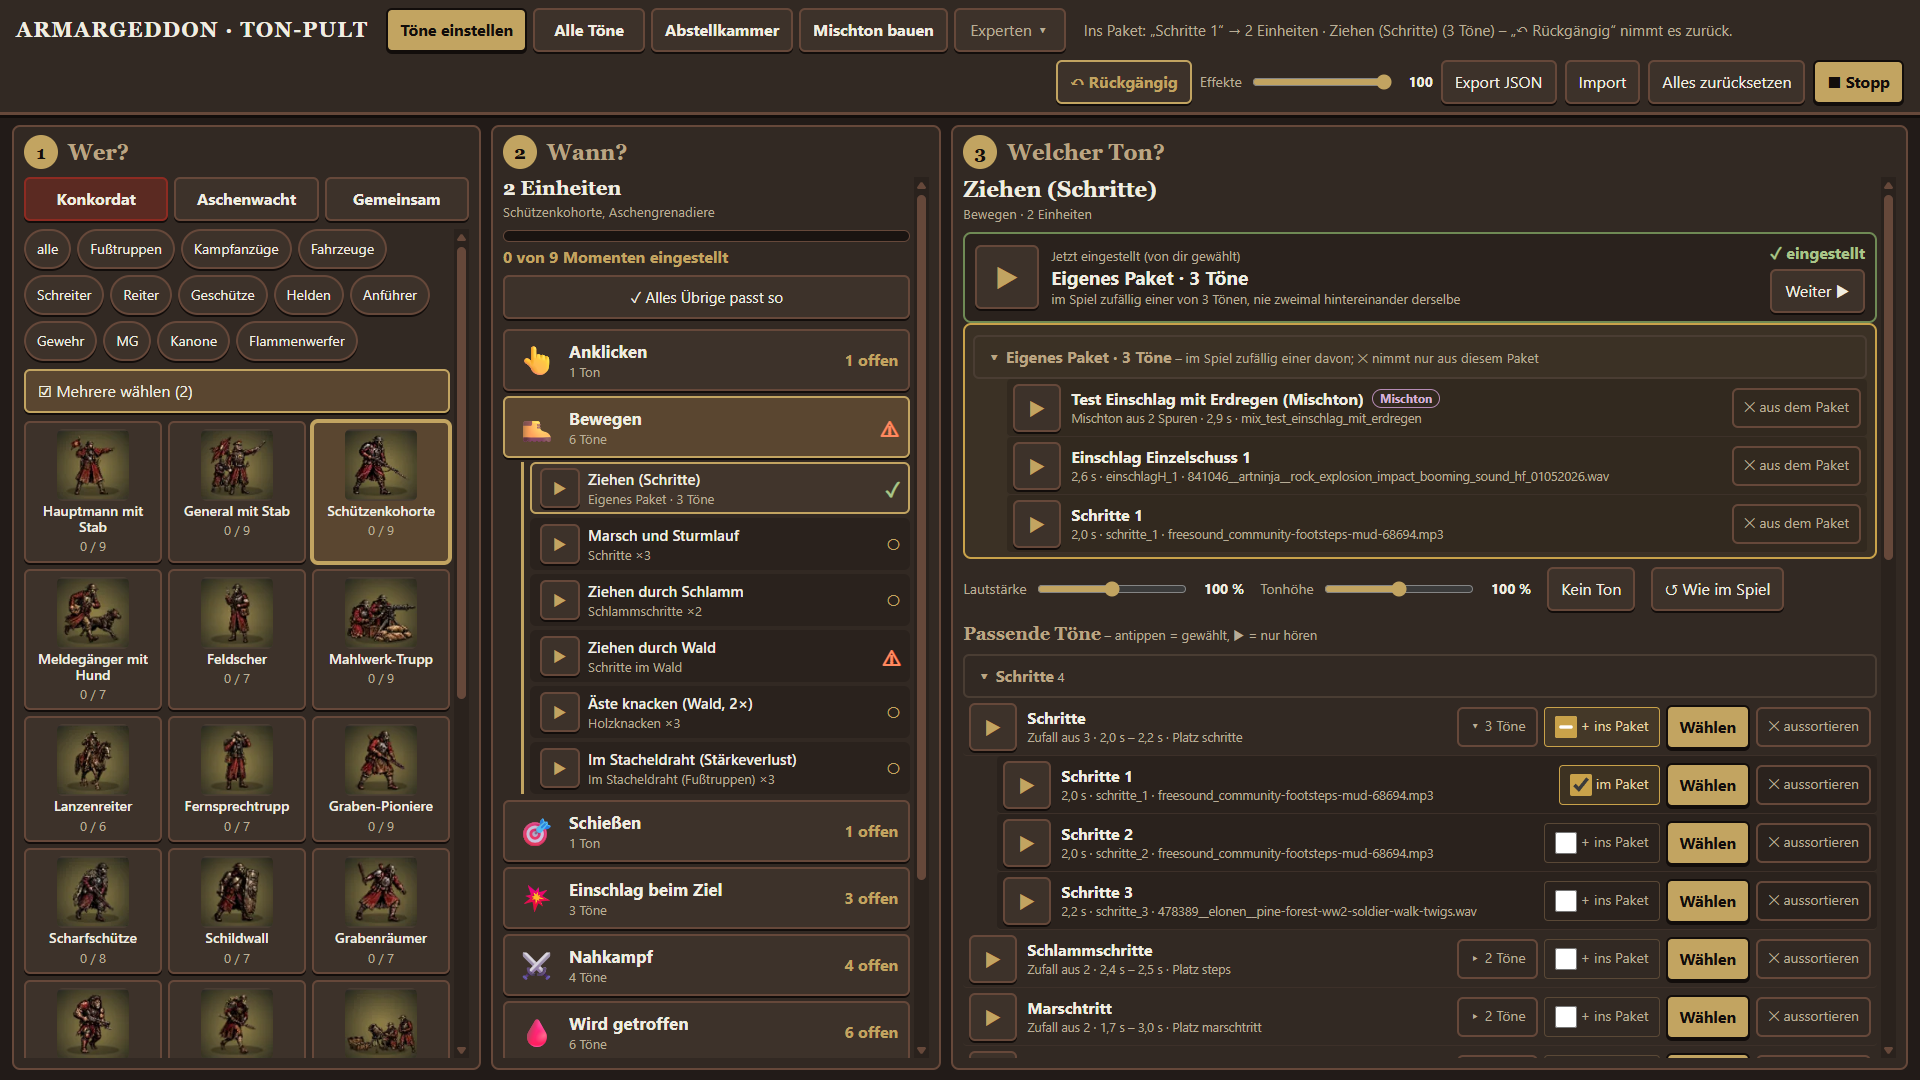 ARMARGEDDON · TON-PULT
Töne einstellen
Alle Töne
Abstellkammer
Mischton bauen
Experten ▾
Ins Paket: „Schritte 1“ → 2 Einheiten · Ziehen (Schritte) (3 Töne) – „↶ Rückgängig“ nimmt es zurück.
↶ Rückgängig
Effekte
100
Export JSON
Import
Alles zurücksetzen
■ Stopp
1 Wer?
Konkordat
Aschenwacht
Gemeinsam
alle
Fußtruppen
Kampfanzüge
Fahrzeuge
Schreiter
Reiter
Geschütze
Helden
Anführer
Gewehr
MG
Kanone
Flammenwerfer
☑ Mehrere wählen (2)
Hauptmann mit Stab
0 / 9
General mit Stab
0 / 9
Schützenkohorte
0 / 9
Meldegänger mit Hund
0 / 7
Feldscher
0 / 7
Mahlwerk-Trupp
0 / 9
Lanzenreiter
0 / 6
Fernsprechtrupp
0 / 7
Graben-Pioniere
0 / 9
Scharfschütze
0 / 8
Schildwall
0 / 7
Grabenräumer
0 / 7
2 Wann?
2 Einheiten
Schützenkohorte, Aschengrenadiere
0 von 9 Momenten eingestellt
✓ Alles Übrige passt so
Anklicken
1 Ton
1 offen
Bewegen
6 Töne
Ziehen (Schritte)
Eigenes Paket · 3 Töne
Marsch und Sturmlauf
Schritte ×3
Ziehen durch Schlamm
Schlammschritte ×2
Ziehen durch Wald
Schritte im Wald
Äste knacken (Wald, 2×)
Holzknacken ×3
Im Stacheldraht (Stärkeverlust)
Im Stacheldraht (Fußtruppen) ×3
Schießen
1 Ton
1 offen
Einschlag beim Ziel
3 Töne
3 offen
Nahkampf
4 Töne
4 offen
Wird getroffen
6 Töne
6 offen
3 Welcher Ton?
Ziehen (Schritte)
Bewegen · 2 Einheiten
Jetzt eingestellt (von dir gewählt)
Eigenes Paket · 3 Töne
im Spiel zufällig einer von 3 Tönen, nie zweimal hintereinander derselbe
✓ eingestellt
Weiter ▶
▾ Eigenes Paket · 3 Töne – im Spiel zufällig einer davon; ✕ nimmt nur aus diesem Paket
Test Einschlag mit Erdregen (Mischton) Mischton
Mischton aus 2 Spuren · 2,9 s · mix_test_einschlag_mit_erdregen
✕ aus dem Paket
Einschlag Einzelschuss 1
2,6 s · einschlagH_1 · 841046__artninja__rock_explosion_impact_booming_sound_hf_01052026.wav
✕ aus dem Paket
Schritte 1
2,0 s · schritte_1 · freesound_community-footsteps-mud-68694.mp3
✕ aus dem Paket
Lautstärke
100 %
Tonhöhe
100 %
Kein Ton
↺ Wie im Spiel
Passende Töne – antippen = gewählt, ▶ = nur hören
▾ Schritte 4
Schritte
Zufall aus 3 · 2,0 s – 2,2 s · Platz schritte
▾ 3 Töne
+ ins Paket
Wählen
✕ aussortieren
Schritte 1
2,0 s · schritte_1 · freesound_community-footsteps-mud-68694.mp3
im Paket
Wählen
✕ aussortieren
Schritte 2
2,0 s · schritte_2 · freesound_community-footsteps-mud-68694.mp3
+ ins Paket
Wählen
✕ aussortieren
Schritte 3
2,2 s · schritte_3 · 478389__elonen__pine-forest-ww2-soldier-walk-twigs.wav
+ ins Paket
Wählen
✕ aussortieren
Schlammschritte
Zufall aus 2 · 2,4 s – 2,5 s · Platz steps
▸ 2 Töne
+ ins Paket
Wählen
✕ aussortieren
Marschtritt
Zufall aus 2 · 1,7 s – 3,0 s · Platz marschtritt
▸ 2 Töne
+ ins Paket
Wählen
✕ aussortieren